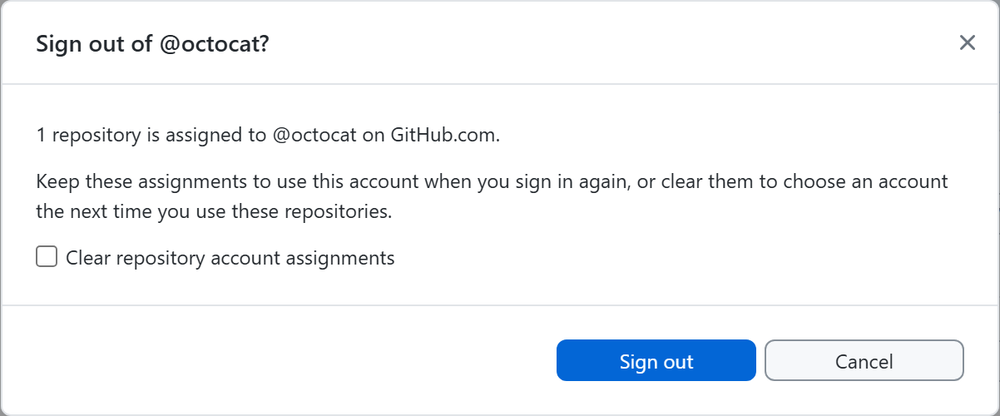 Sign out of @octocat?
1 repository is assigned to @octocat on GitHub.com.
Keep these assignments to use this account when you sign in again, or clear them to choose an account
the next time you use these repositories.
Clear repository account assignments
Sign out
Cancel